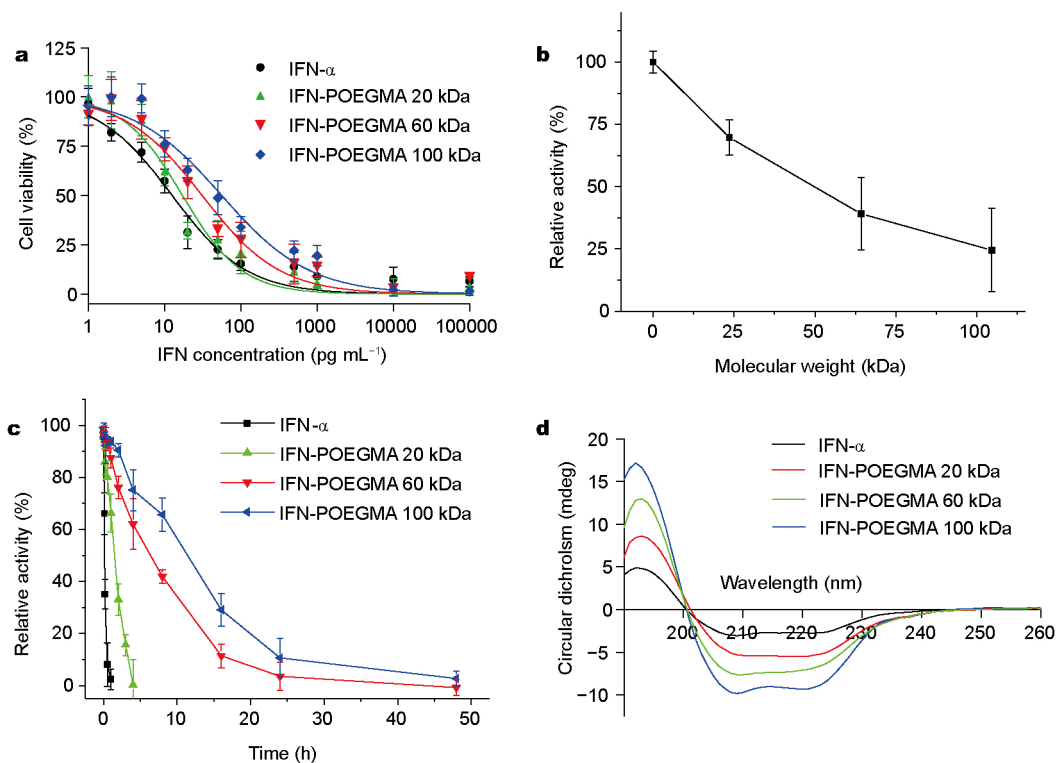 a
125
100
75
50
25
0
Cell viability (%)
IFN-α
IFN-POEGMA 20 kDa
IFN-POEGMA 60 kDa
IFN-POEGMA 100 kDa
1 10 100 1000 10000 100000
IFN concentration (pg mL⁻¹)
b
100
75
50
25
0
Relative activity (%)
0 25 50 75 100
Molecular weight (kDa)
c
100
80
60
40
20
0
Relative activity (%)
IFN-α
IFN-POEGMA 20 kDa
IFN-POEGMA 60 kDa
IFN-POEGMA 100 kDa
0 10 20 30 40 50
Time (h)
d
20
15
10
5
0
−5
−10
Circular dichrolsm (mdeg)
IFN-α
IFN-POEGMA 20 kDa
IFN-POEGMA 60 kDa
IFN-POEGMA 100 kDa
Wavelength (nm)
200 210 220 230 240 250 260